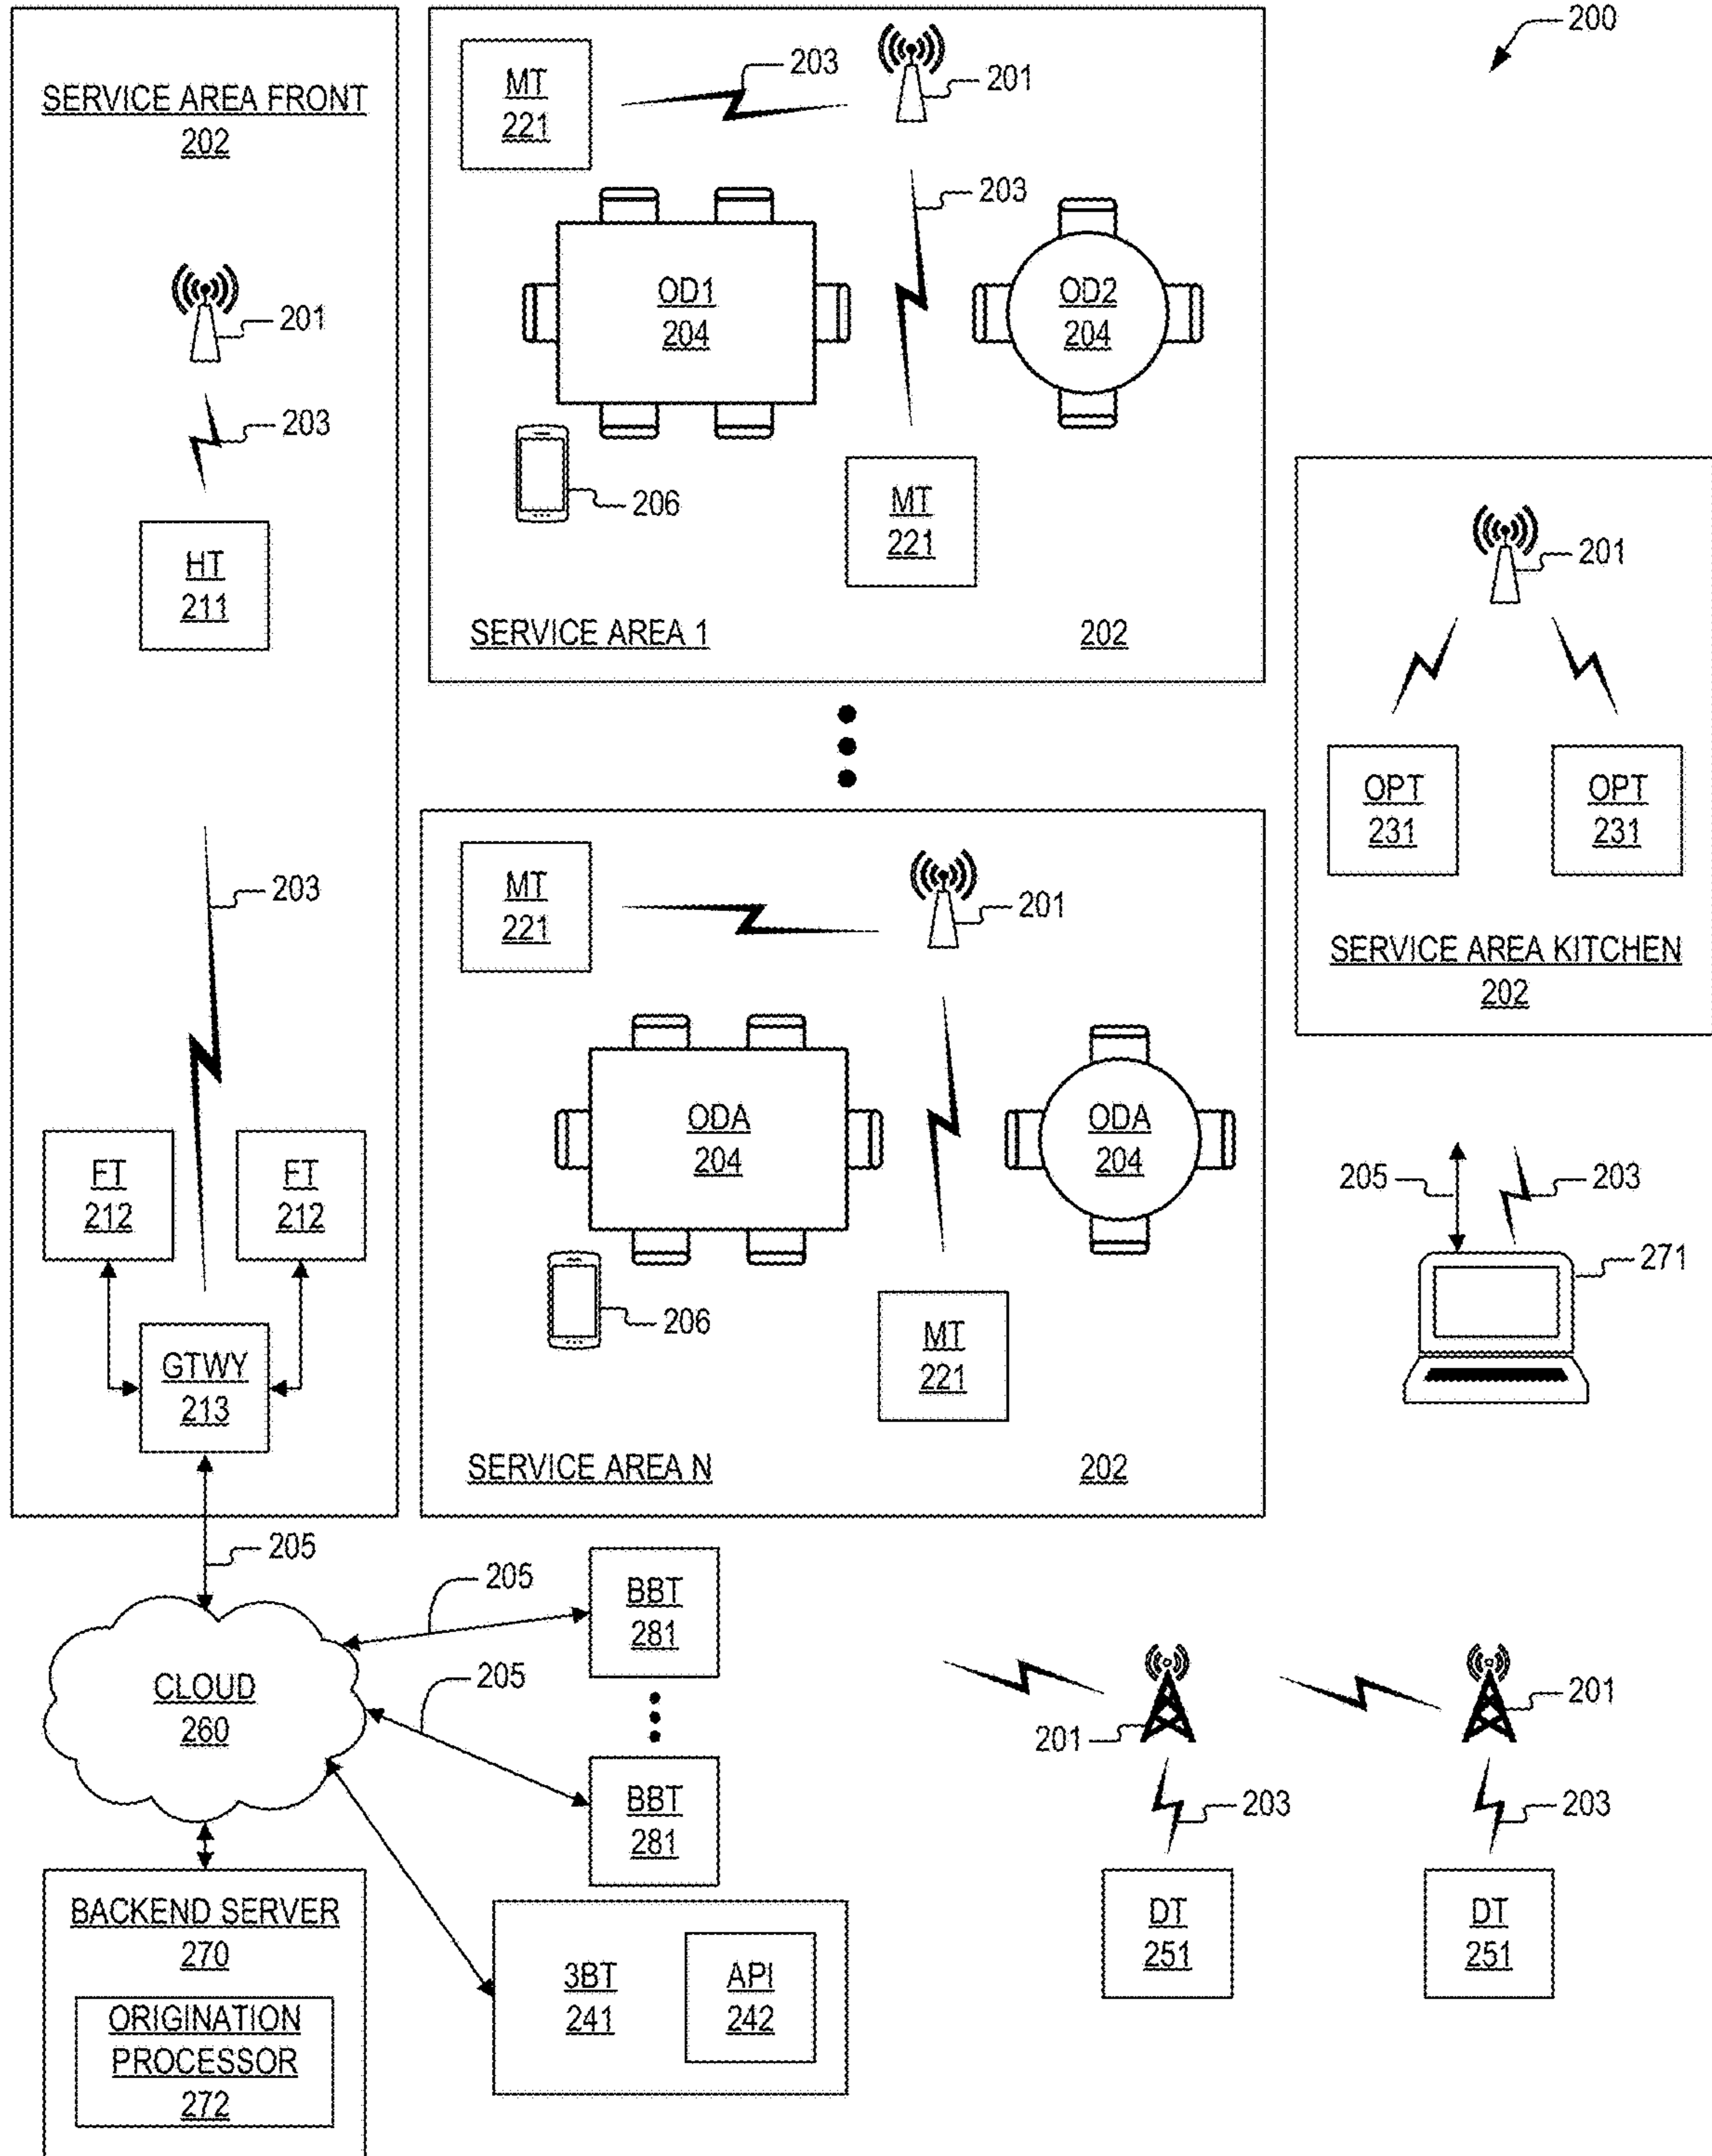 200
SERVICE AREA FRONT
202
201
203
HT
211
203
FT
212
FT
212
GTWY
213
205
MT
221
203
201
203
OD1
204
OD2
204
206
MT
221
SERVICE AREA 1
202
MT
221
201
ODA
204
ODA
204
206
MT
221
SERVICE AREA N
202
201
OPT
231
OPT
231
SERVICE AREA KITCHEN
202
205
203
271
CLOUD
260
205
BBT
281
205
BBT
281
BACKEND SERVER
270
ORIGINATION
PROCESSOR
272
3BT
241
API
242
201
201
203
203
DT
251
DT
251